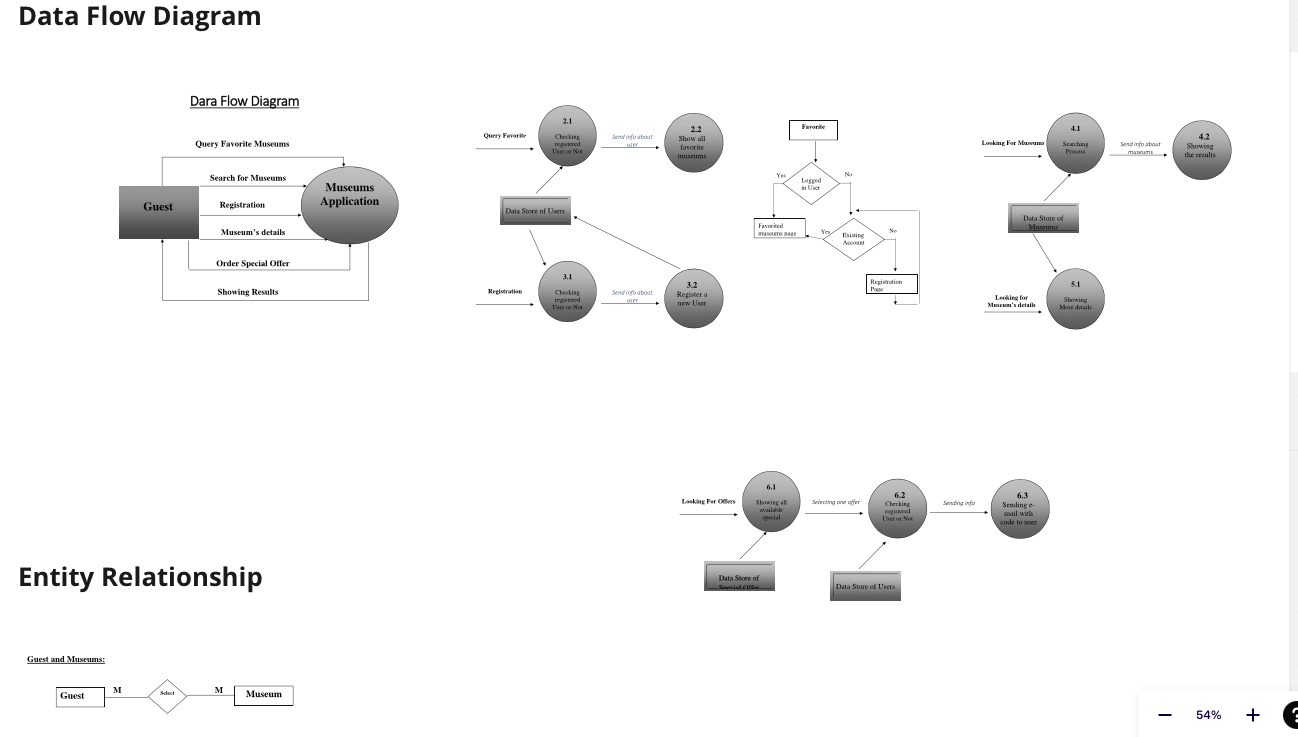 Data Flow Diagram
Dara Flow Diagram
Query Favorite Museums
Search for Museums
Registration
Museum's details
Order Special Offer
Showing Results
Guest
Museums
Application
Query Favorite
2.1
Checking
registered
User or Not
Send info about
user
2.2
Show all
favorite
museums
Data Store of Users
Registration
3.1
Checking
registered
User or Not
Send info about
user
3.2
Register a
new User
Favorite
Logged
in User
Yes
No
Favorited
museums page
Yes
Existing
Account
No
Registration
Page
Looking For Museums
4.1
Searching
Process
Send info about
museums
4.2
Showing
the results
Data Store of
Museums
Looking for
Museum's details
5.1
Showing
More details
Looking For Offers
6.1
Showing all
available
special
Selecting one offer
6.2
Checking
registered
User or Not
Sending info
6.3
Sending e-
mail with
code to user
Data Store of
Special Offer
Data Store of Users
Entity Relationship
Guest and Museums:
Guest
M
Select
M
Museum
54%
?